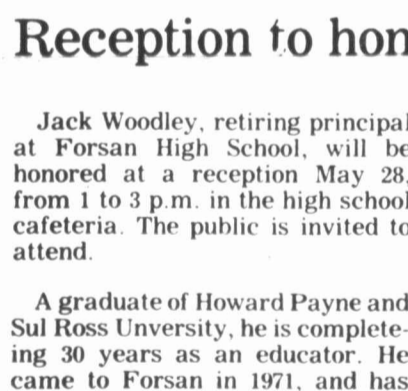 Reception to hon
Jack Woodley, retiring principal
at Forsan High School, will be
honored at a reception May 28,
from 1 to 3 p.m. in the high school
cafeteria. The public is invited to
attend.
A graduate of Howard Payne and
Sul Ross Unversity, he is complete-
ing 30 years as an educator. He
came to Forsan in 1971, and has